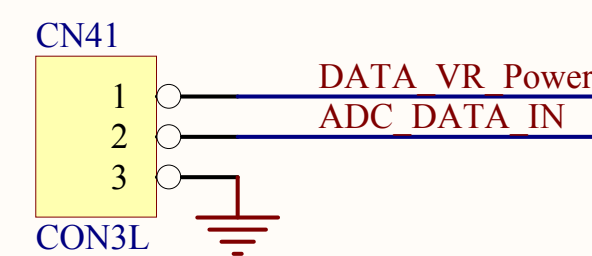 CN41
1 DATA_VR_Power
2 ADC_DATA_IN
3
CON3L